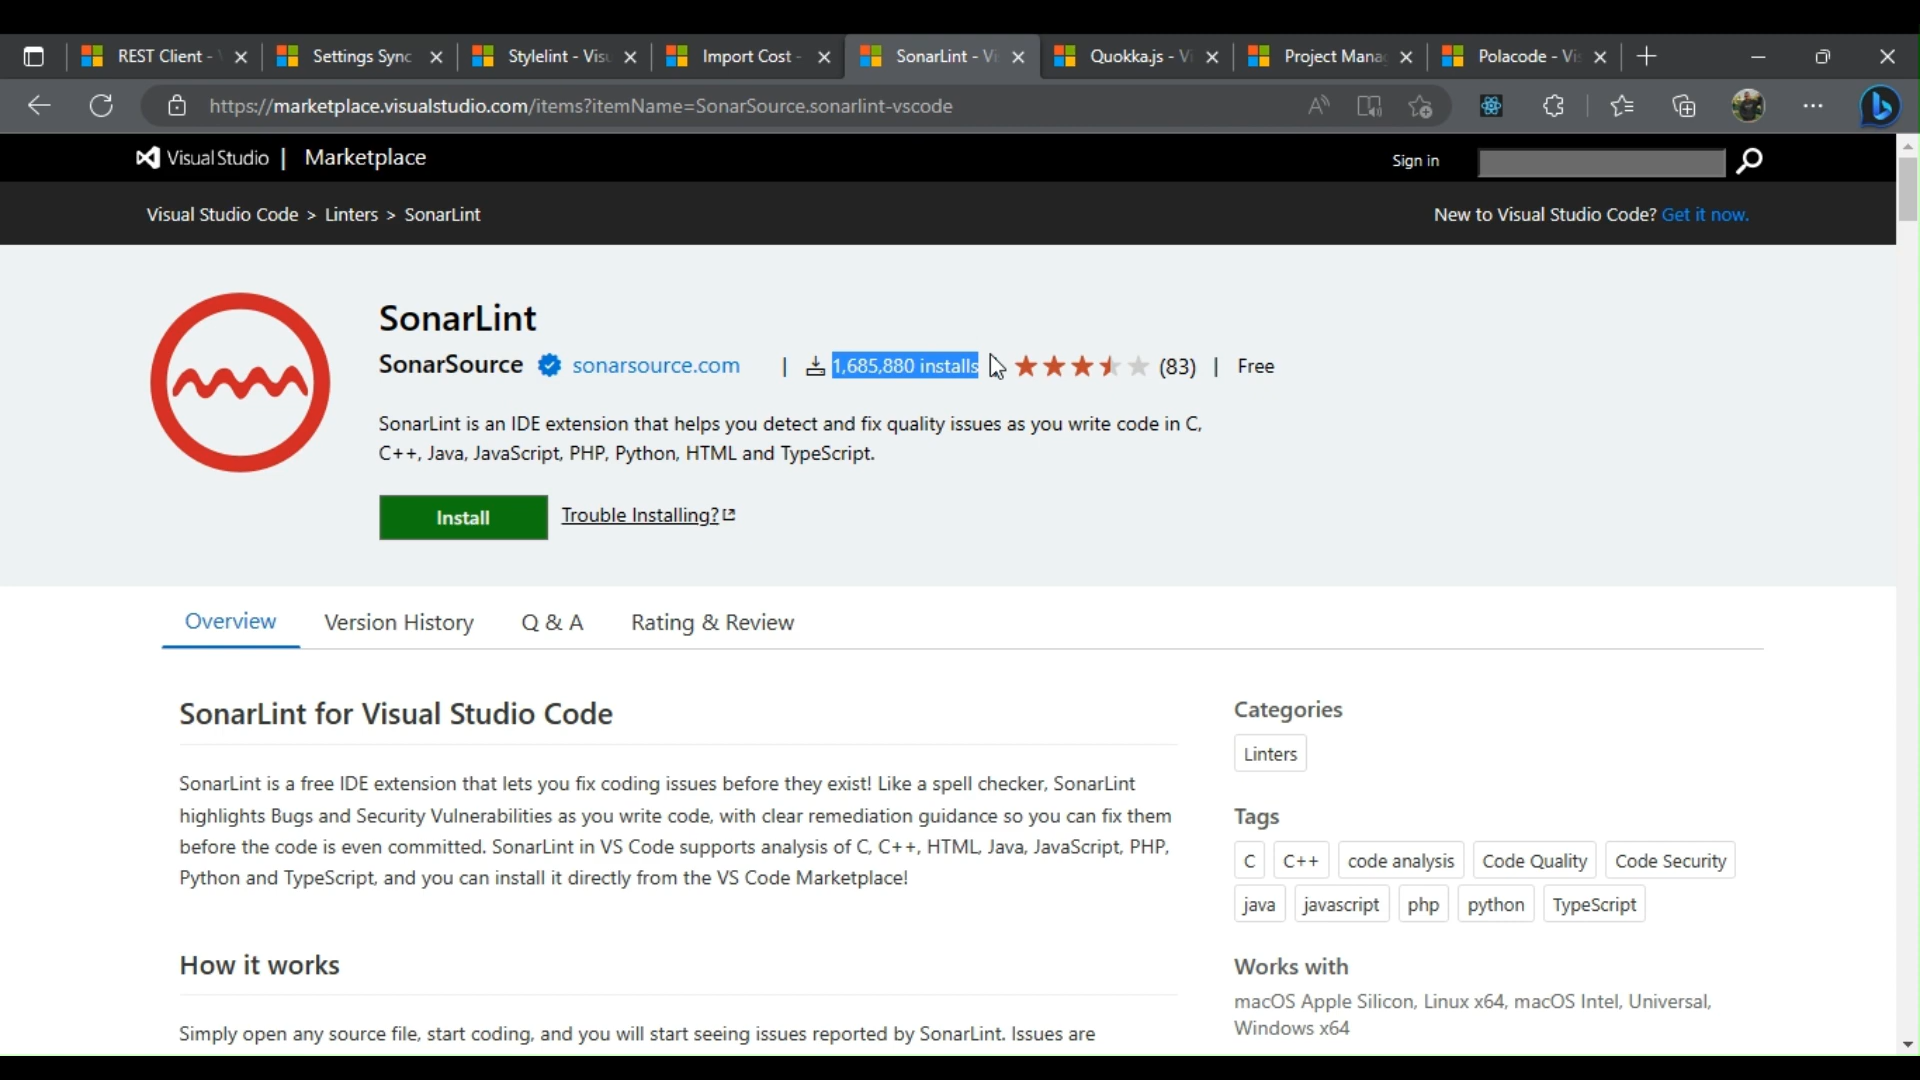 REST Client -
Settings Sync
Stylelint - Vis
Import Cost -
SonarLint - Vi
Quokka.js - Vi
Project Mana
Polacode - Vis
https://marketplace.visualstudio.com/items?itemName=SonarSource.sonarlint-vscode
Visual Studio | Marketplace
Sign in
Visual Studio Code > Linters > SonarLint
New to Visual Studio Code? Get it now.
SonarLint
SonarSource sonarsource.com | 1,685,880 installs (83) | Free
SonarLint is an IDE extension that helps you detect and fix quality issues as you write code in C,
C++, Java, JavaScript, PHP, Python, HTML and TypeScript.
Install
Trouble Installing?
Overview
Version History
Q & A
Rating & Review
SonarLint for Visual Studio Code
SonarLint is a free IDE extension that lets you fix coding issues before they exist! Like a spell checker, SonarLint
highlights Bugs and Security Vulnerabilities as you write code, with clear remediation guidance so you can fix them
before the code is even committed. SonarLint in VS Code supports analysis of C, C++, HTML, Java, JavaScript, PHP,
Python and TypeScript, and you can install it directly from the VS Code Marketplace!
How it works
Simply open any source file, start coding, and you will start seeing issues reported by SonarLint. Issues are
Categories
Linters
Tags
C
C++
code analysis
Code Quality
Code Security
java
javascript
php
python
TypeScript
Works with
macOS Apple Silicon, Linux x64, macOS Intel, Universal,
Windows x64